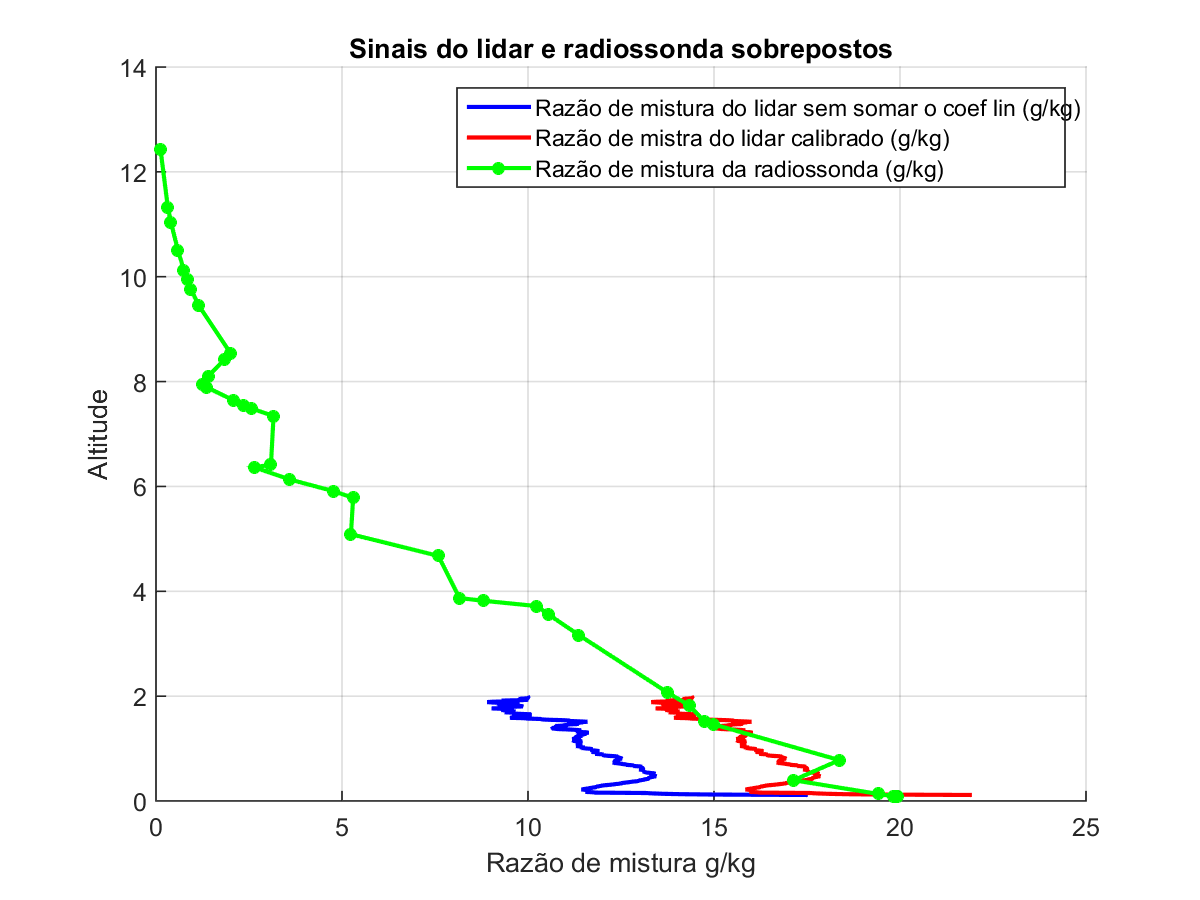 Sinais do lidar e radiossonda sobrepostos
Razão de mistura do lidar sem somar o coef lin (g/kg)
Razão de mistra do lidar calibrado (g/kg)
Razão de mistura da radiossonda (g/kg)
14
12
10
8
6
4
2
0
Altitude
0 5 10 15 20 25
Razão de mistura g/kg